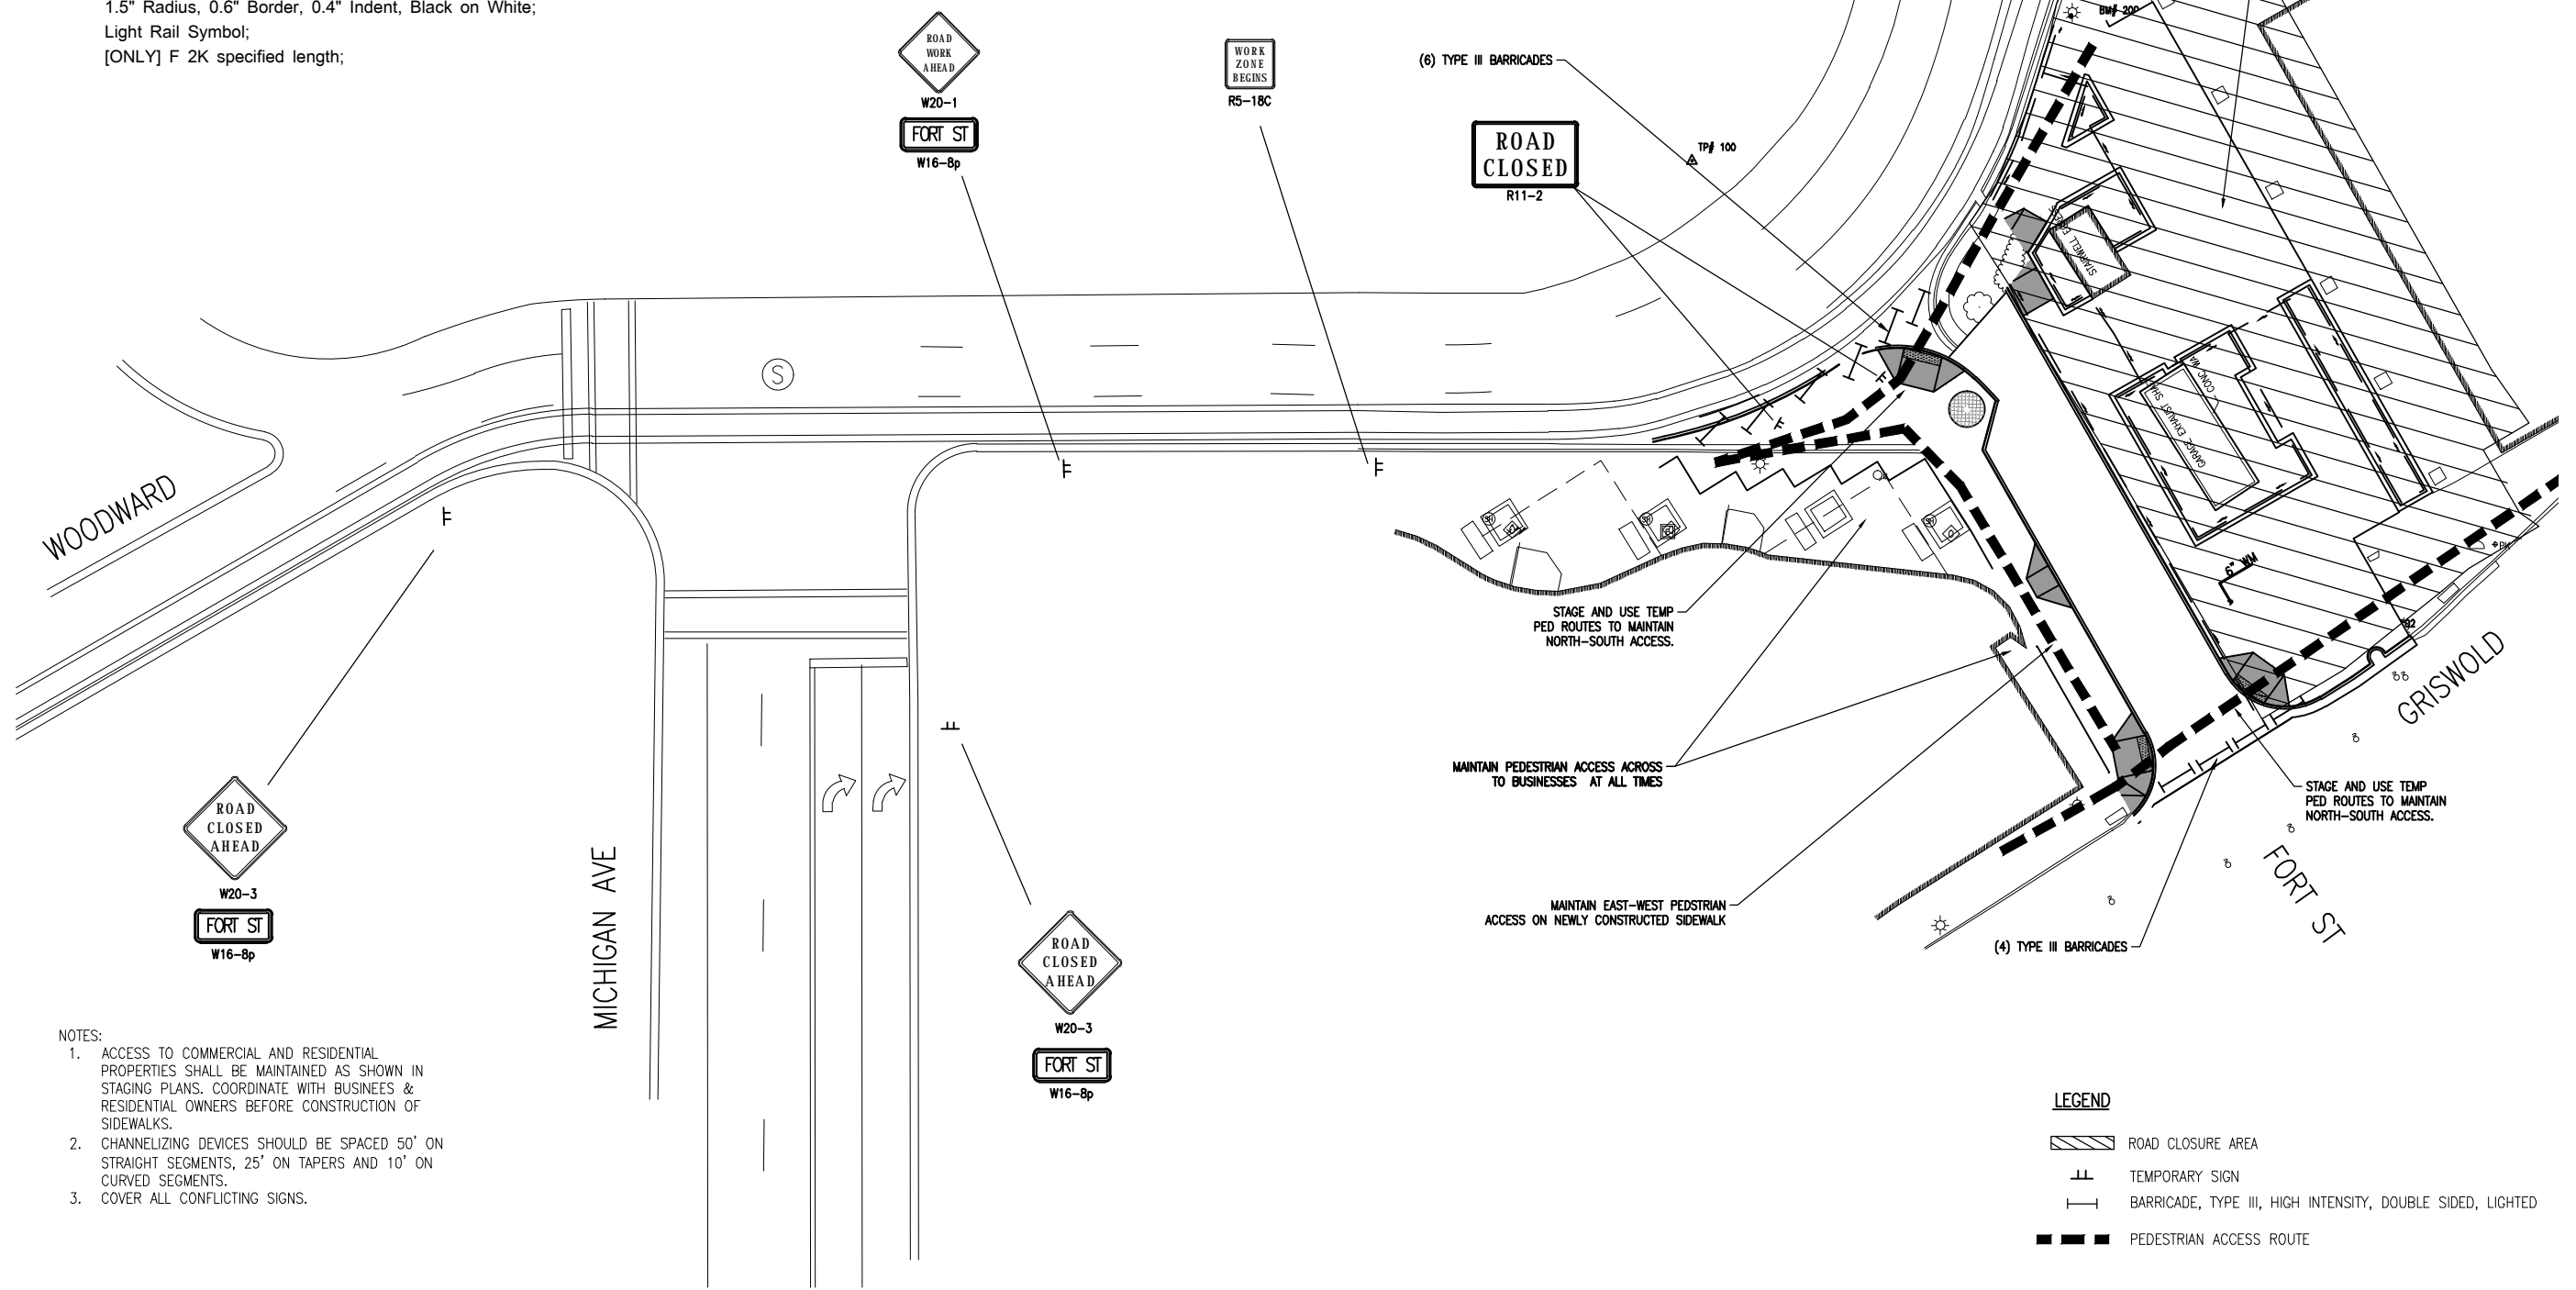 1.5" Radius, 0.6" Border, 0.4" Indent, Black on White;
Light Rail Symbol;
[ONLY] F 2K specified length;
ROAD
WORK
AHEAD
W20-1
FORT ST
W16-8p
WORK
ZONE
BEGINS
R5-18C
(6) TYPE III BARRICADES
ROAD
CLOSED
R11-2
TP# 100
BM# 200
S
WOODWARD
STAIRWELL
GARAGE EXHAUST
CONC WA
6" WM
GRISWOLD
FORT ST
STAGE AND USE TEMP
PED ROUTES TO MAINTAIN
NORTH-SOUTH ACCESS.
MAINTAIN PEDESTRIAN ACCESS ACROSS
TO BUSINESSES AT ALL TIMES
STAGE AND USE TEMP
PED ROUTES TO MAINTAIN
NORTH-SOUTH ACCESS.
MAINTAIN EAST-WEST PEDSTRIAN
ACCESS ON NEWLY CONSTRUCTED SIDEWALK
(4) TYPE III BARRICADES
ROAD
CLOSED
AHEAD
W20-3
FORT ST
W16-8p
MICHIGAN AVE
ROAD
CLOSED
AHEAD
W20-3
FORT ST
W16-8p
NOTES:
1. ACCESS TO COMMERCIAL AND RESIDENTIAL
PROPERTIES SHALL BE MAINTAINED AS SHOWN IN
STAGING PLANS. COORDINATE WITH BUSINEES &
RESIDENTIAL OWNERS BEFORE CONSTRUCTION OF
SIDEWALKS.
2. CHANNELIZING DEVICES SHOULD BE SPACED 50' ON
STRAIGHT SEGMENTS, 25' ON TAPERS AND 10' ON
CURVED SEGMENTS.
3. COVER ALL CONFLICTING SIGNS.
LEGEND
ROAD CLOSURE AREA
TEMPORARY SIGN
BARRICADE, TYPE III, HIGH INTENSITY, DOUBLE SIDED, LIGHTED
PEDESTRIAN ACCESS ROUTE